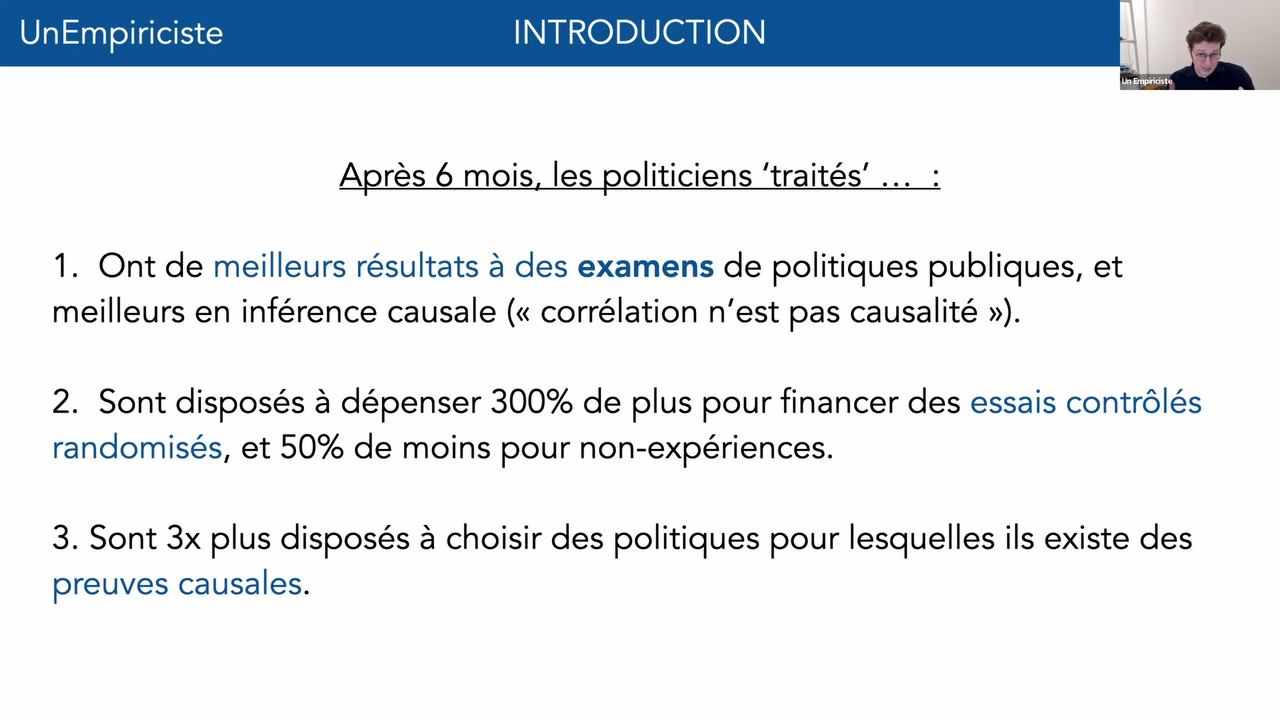 UnEmpiriciste
INTRODUCTION
Un Empiriciste
Après 6 mois, les politiciens ‘traités’ … :
1. Ont de meilleurs résultats à des examens de politiques publiques, et
meilleurs en inférence causale (« corrélation n’est pas causalité »).
2. Sont disposés à dépenser 300% de plus pour financer des essais contrôlés
randomisés, et 50% de moins pour non-expériences.
3. Sont 3x plus disposés à choisir des politiques pour lesquelles ils existe des
preuves causales.